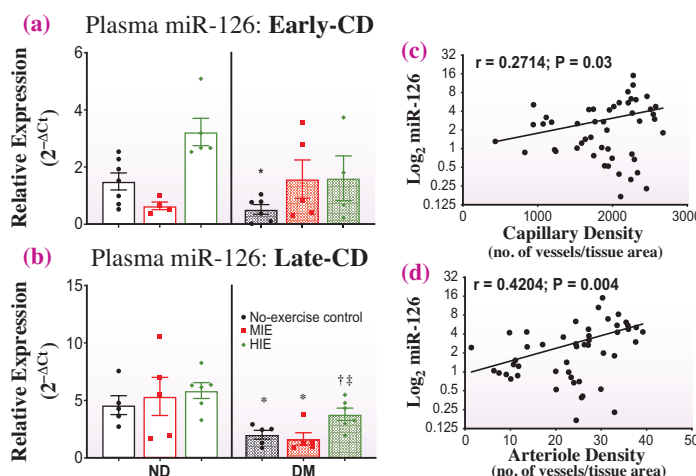 (a)
Plasma miR-126: Early-CD
Relative Expression
(2^-ΔCt)
6
4
2
0
*
(b)
Plasma miR-126: Late-CD
Relative Expression
(2^-ΔCt)
15
10
5
0
No-exercise control
MIE
HIE
*
*
†‡
ND
DM
(c)
r = 0.2714; P = 0.03
Log2 miR-126
32
16
8
4
2
1
0.5
0.25
0.125
0
1000
2000
3000
Capillary Density
(no. of vessels/tissue area)
(d)
r = 0.4204; P = 0.004
Log2 miR-126
32
16
8
4
2
1
0.5
0.25
0.125
0
10
20
30
40
50
Arteriole Density
(no. of vessels/tissue area)